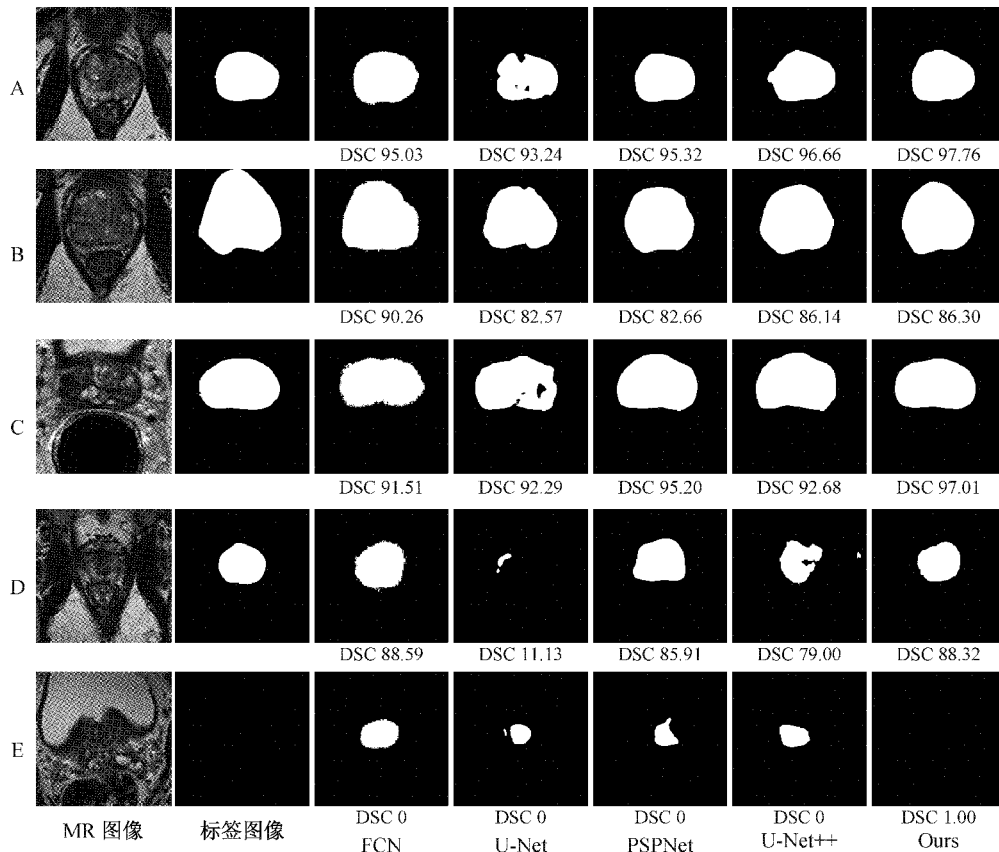 A
DSC 95.03 DSC 93.24 DSC 95.32 DSC 96.66 DSC 97.76
B
DSC 90.26 DSC 82.57 DSC 82.66 DSC 86.14 DSC 86.30
C
DSC 91.51 DSC 92.29 DSC 95.20 DSC 92.68 DSC 97.01
D
DSC 88.59 DSC 11.13 DSC 85.91 DSC 79.00 DSC 88.32
E
DSC 0 DSC 0 DSC 0 DSC 0 DSC 1.00
MR 图像 标签图像 FCN U-Net PSPNet U-Net++ Ours